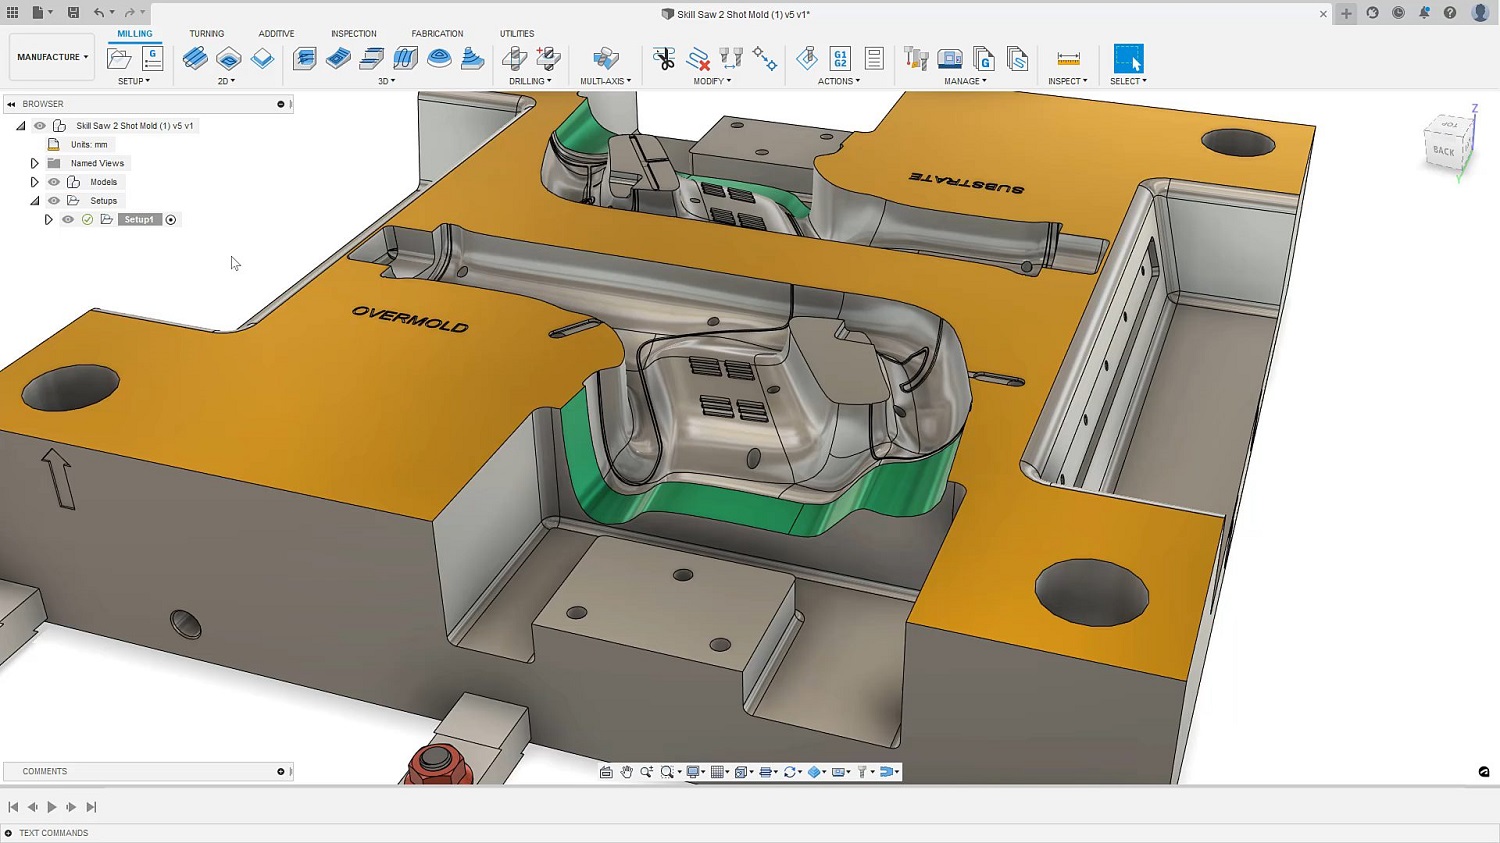 Skill Saw 2 Shot Mold (1) v5 v1*
MILLING TURNING ADDITIVE INSPECTION FABRICATION UTILITIES
MANUFACTURE
G
G1
G2
G
SETUP 2D 3D DRILLING MULTI-AXIS MODIFY ACTIONS MANAGE INSPECT SELECT
BROWSER
Skill Saw 2 Shot Mold (1) v5 v1
Units: mm
Named Views
Models
Setups
Setup1
Z
TOP
BACK
Y
SUBSTRATE
OVERMOLD
COMMENTS
TEXT COMMANDS